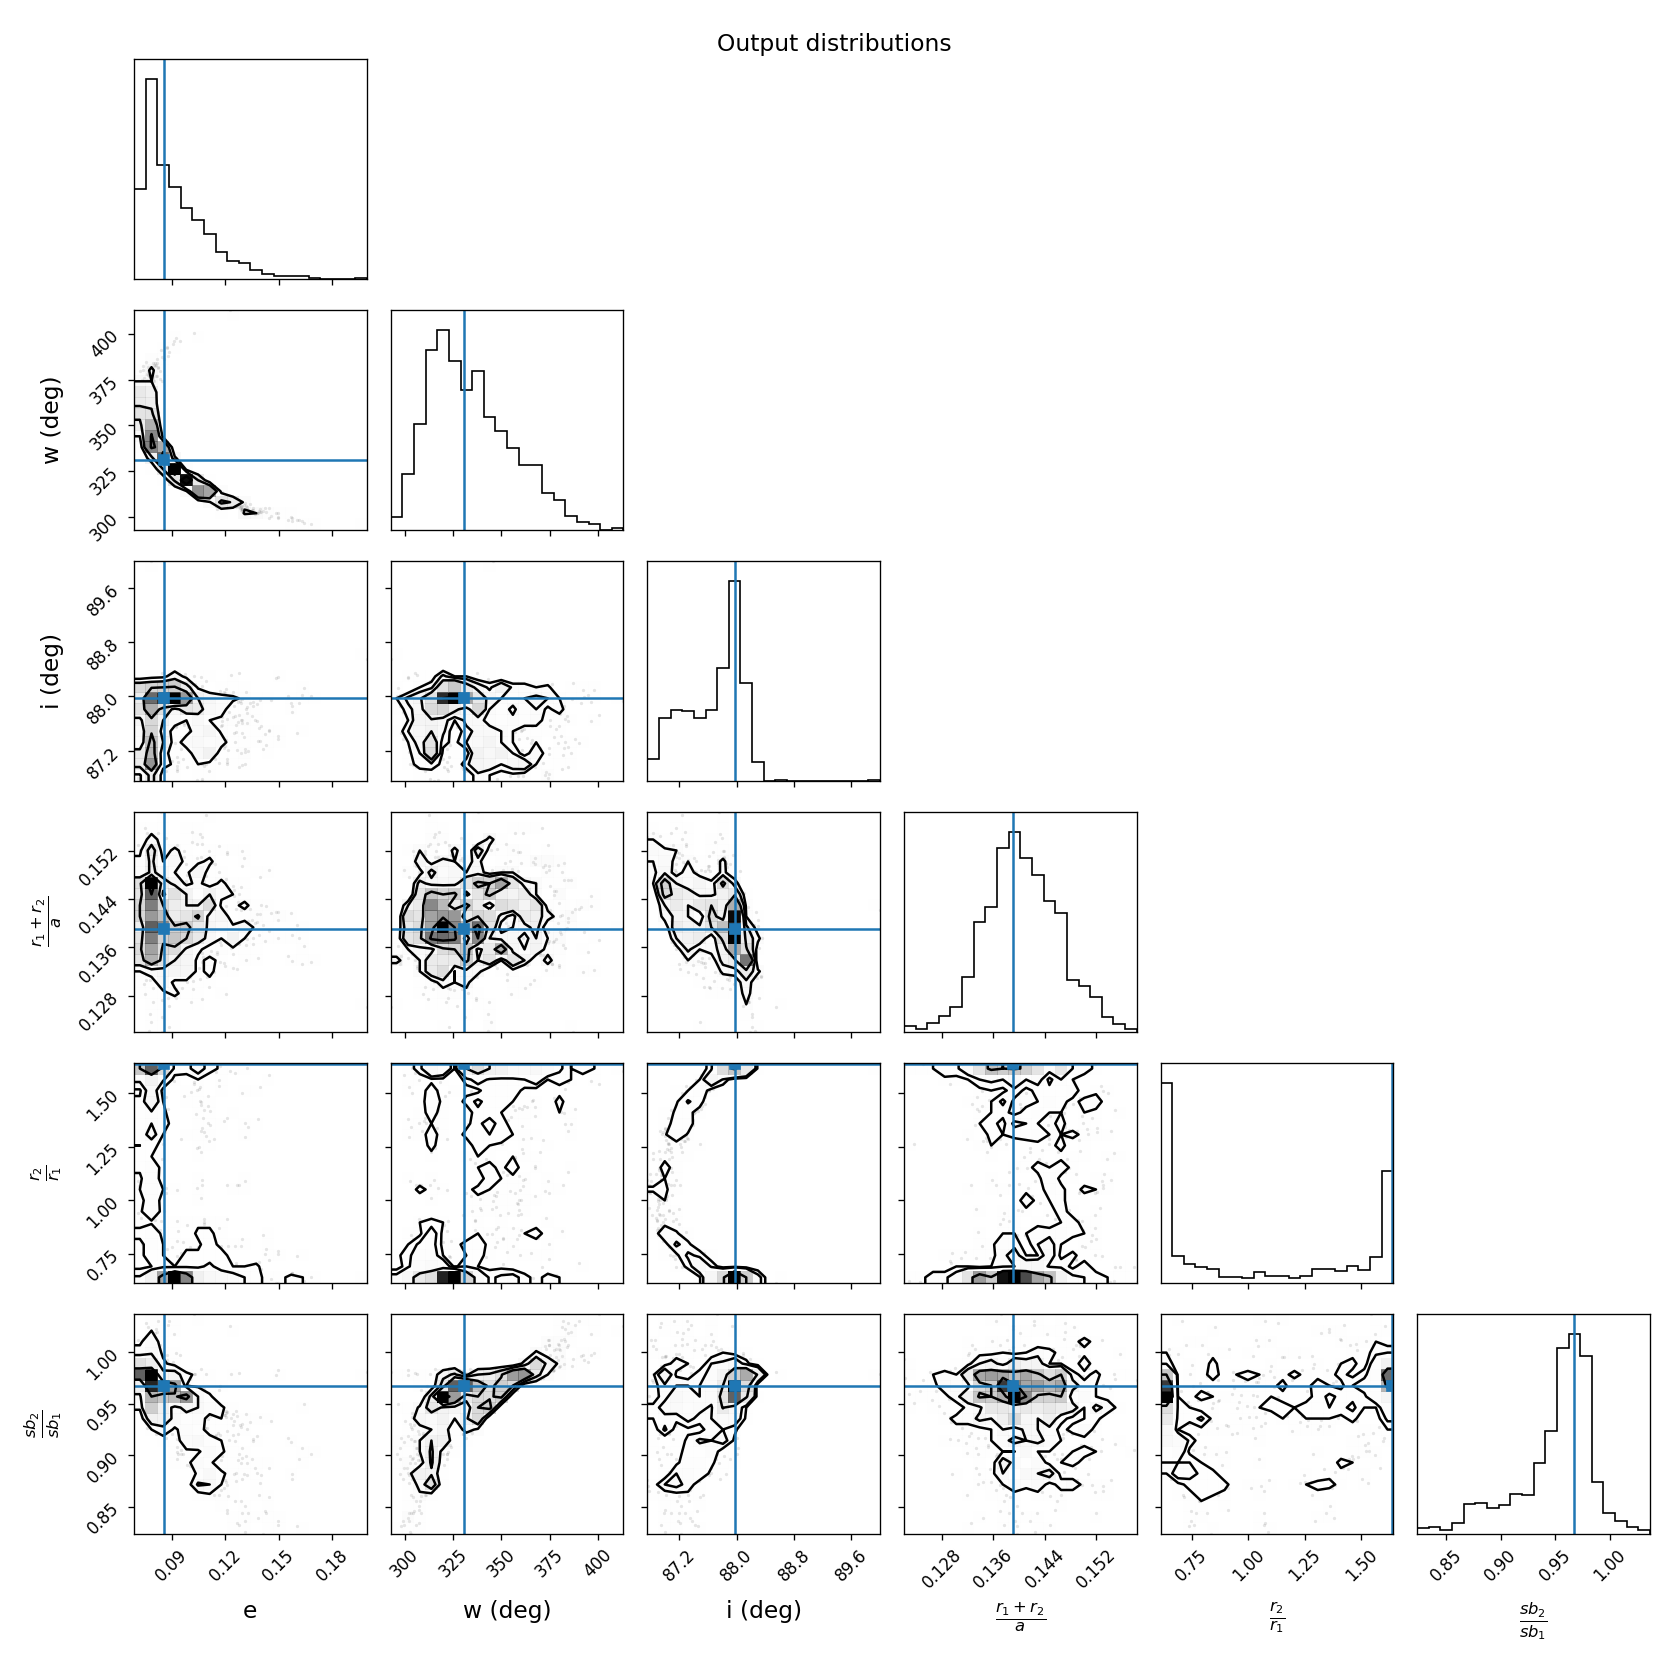 Output distributions
w (deg)
400
375
350
325
300
i (deg)
89.6
88.8
88.0
87.2
r₁ + r₂
a
0.152
0.144
0.136
0.128
r₂
r₁
1.50
1.25
1.00
0.75
sb₂
sb₁
1.00
0.95
0.90
0.85
0.09 0.12 0.15 0.18 300 325 350 375 400 87.2 88.0 88.8 89.6 0.128 0.136 0.144 0.152 0.75 1.00 1.25 1.50 0.85 0.90 0.95 1.00
e w (deg) i (deg) r₁ + r₂ / a r₂ / r₁ sb₂ / sb₁